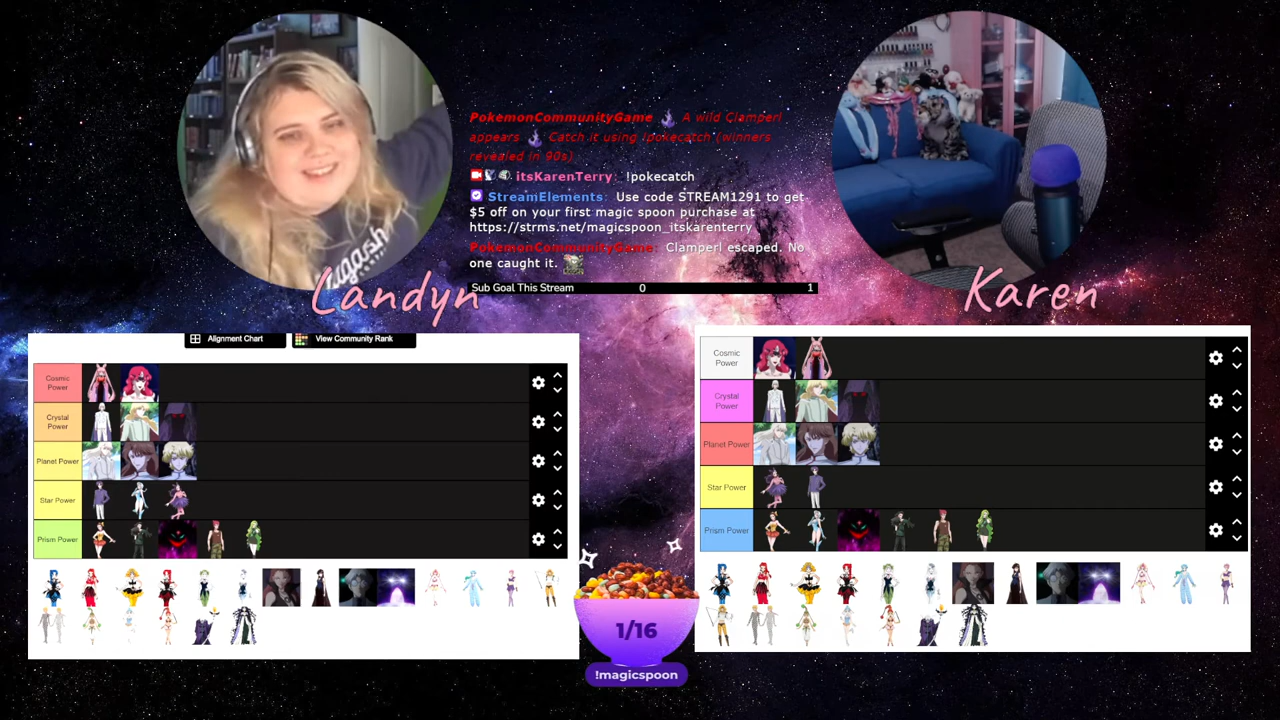 PokemonCommunityGame A wild Clamperl
appears Catch it using !pokecatch (winners
revealed in 90s)
itsKarenTerry: !pokecatch
StreamElements: Use code STREAM1291 to get
$5 off on your first magic spoon purchase at
https://strms.net/magicspoon_itskarenterry
PokemonCommunityGame: Clamperl escaped. No
one caught it.
Sub Goal This Stream 0 1
Landyn
Karen
Alignment Chart
View Community Rank
Cosmic
Power
Crystal
Power
Planet Power
Star Power
Prism Power
Cosmic
Power
Crystal
Power
Planet Power
Star Power
Prism Power
1/16
!magicspoon